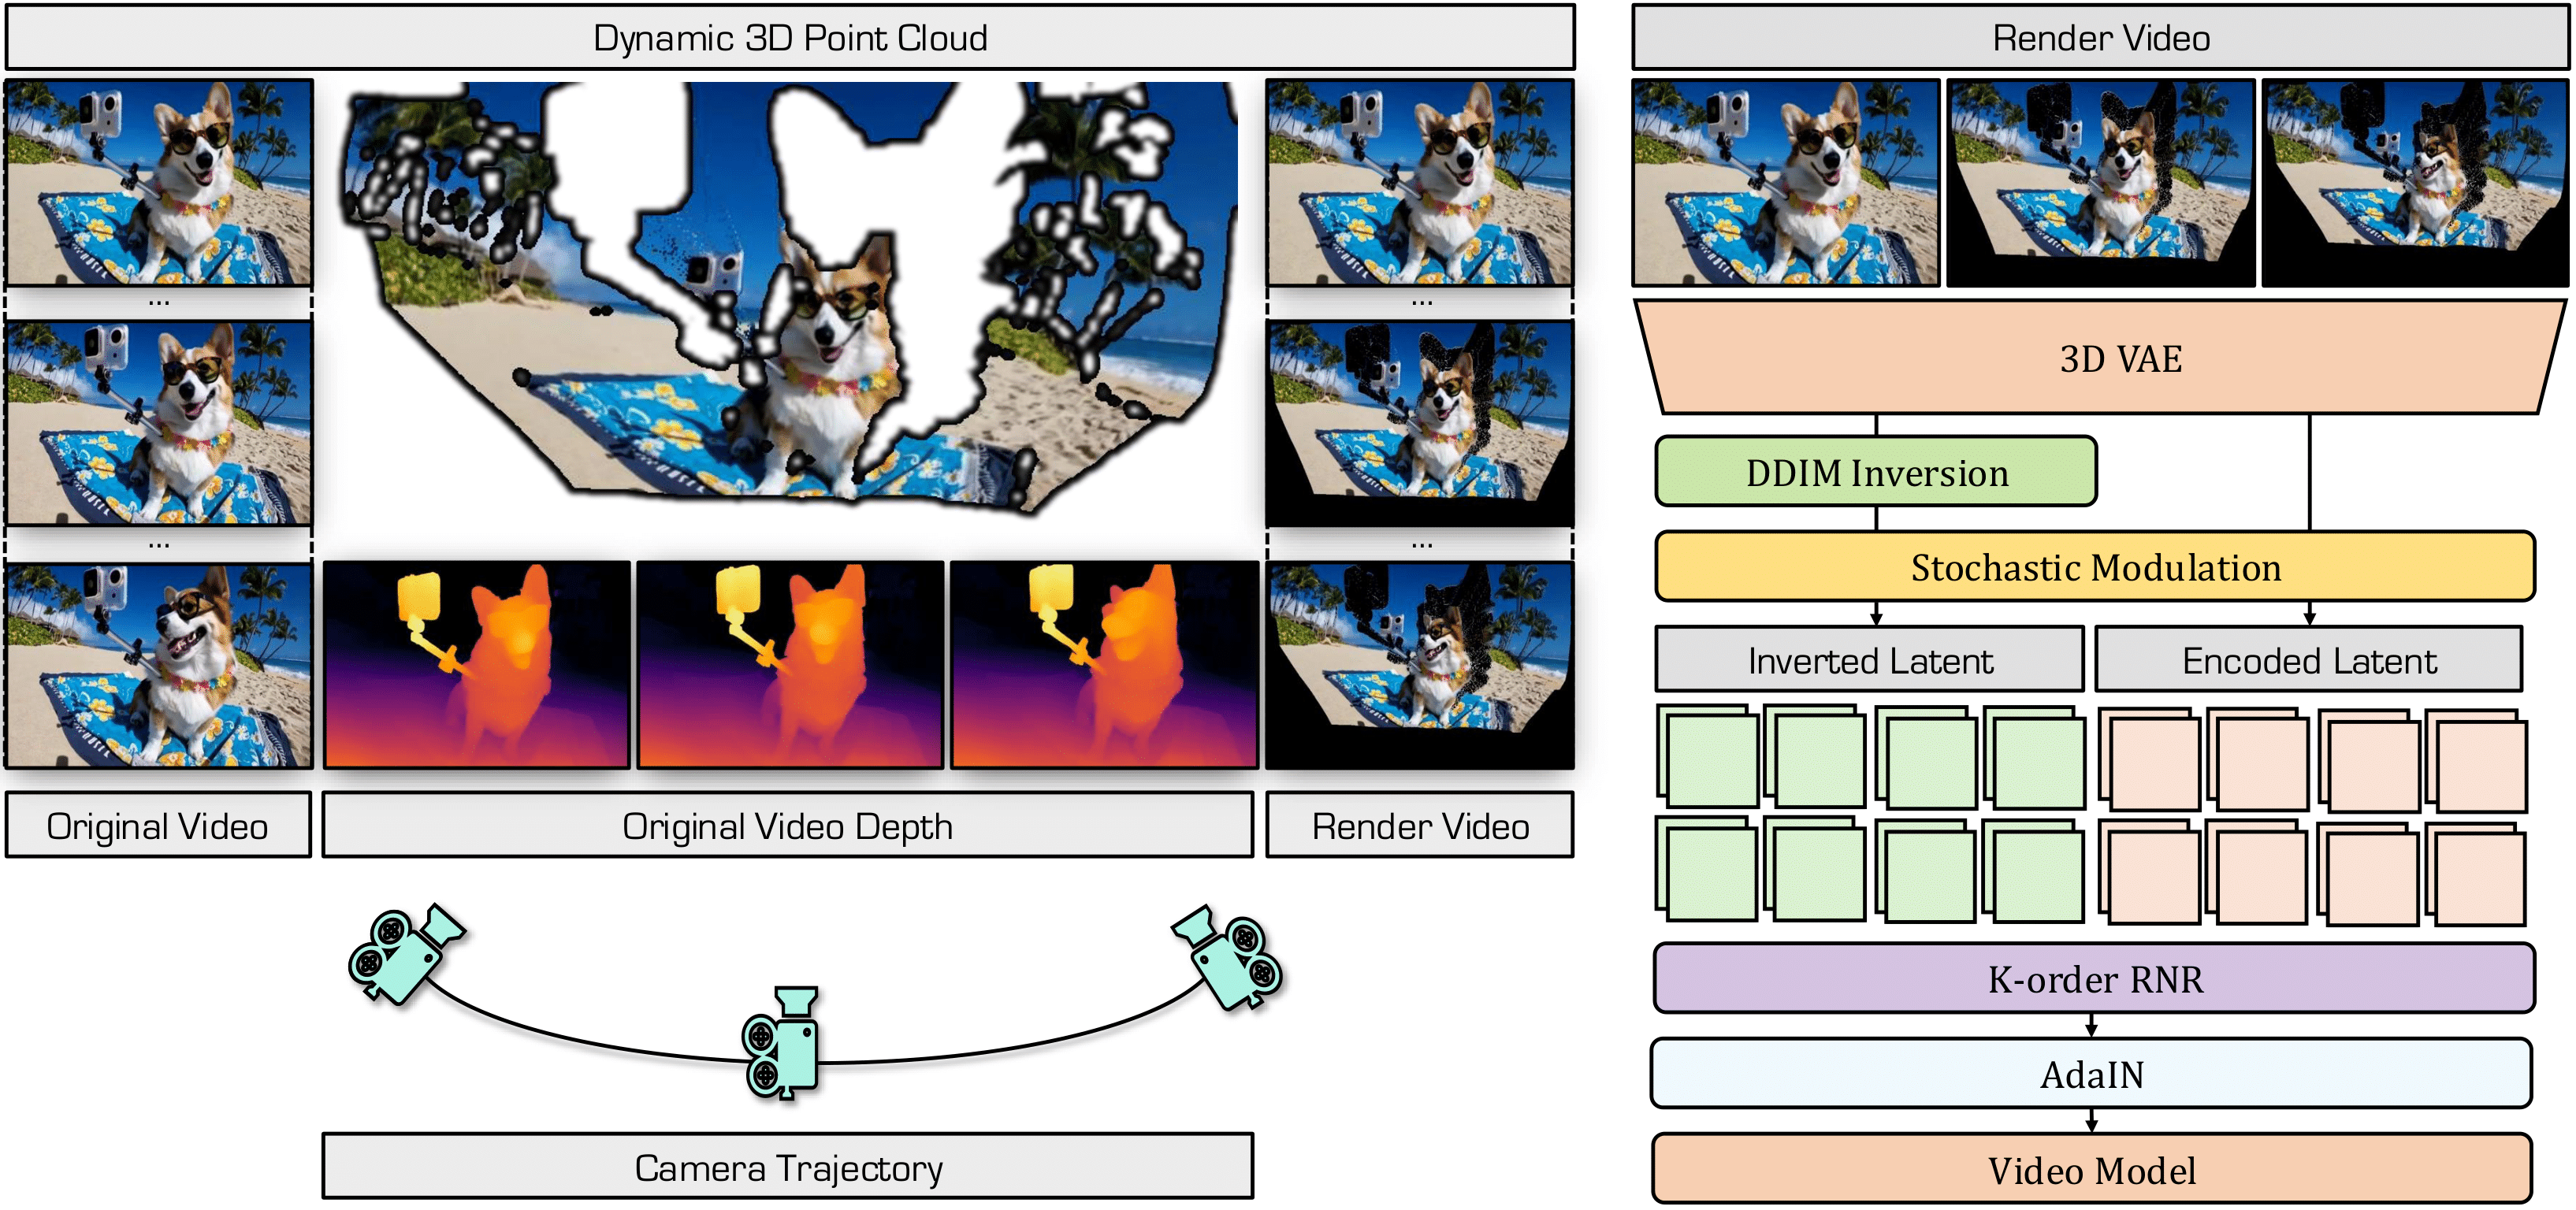 Dynamic 3D Point Cloud
...
...
...
...
Original Video
Original Video Depth
Render Video
Camera Trajectory
Render Video
3D VAE
DDIM Inversion
Stochastic Modulation
Inverted Latent
Encoded Latent
K-order RNR
AdaIN
Video Model